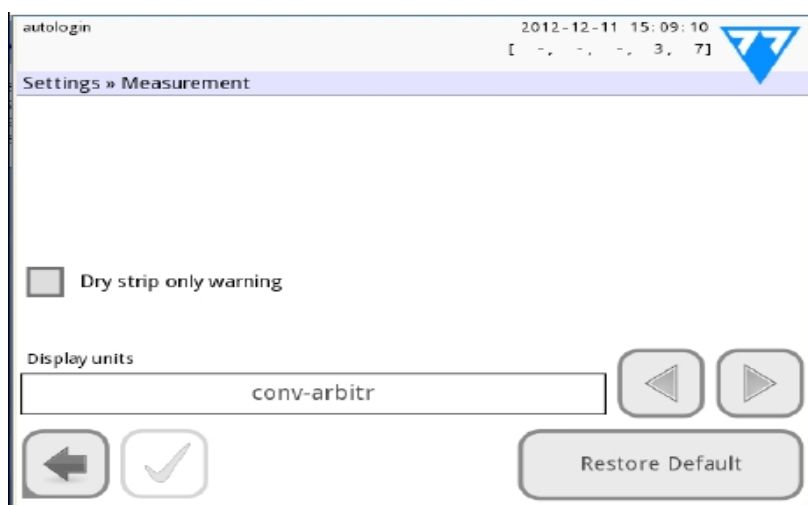 autologin
2012-12-11 15:09:10
[ -, -, -, 3, 7]
Settings » Measurement
Dry strip only warning
Display units
conv-arbitr
Restore Default